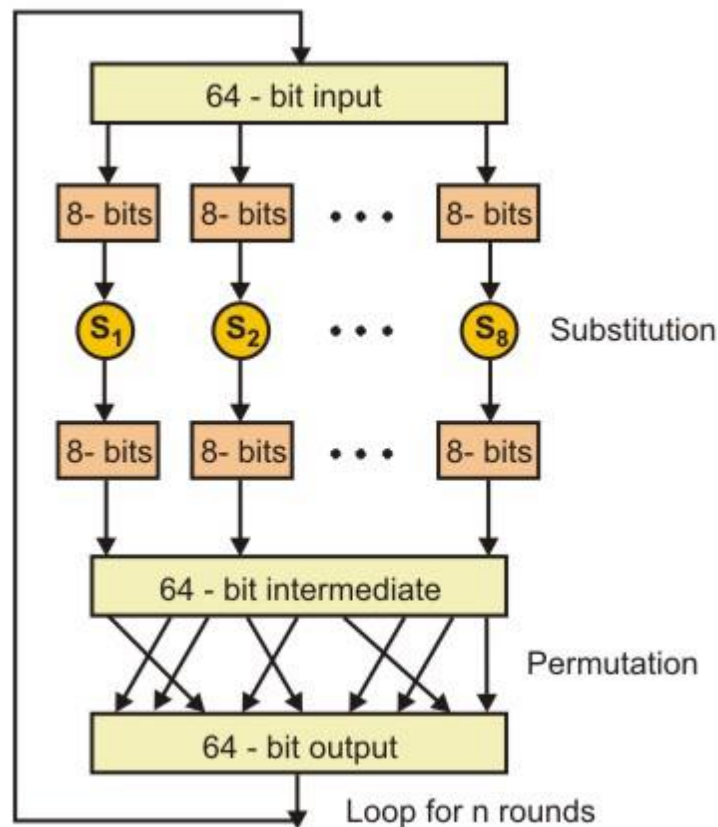 64 - bit input
8- bits 8- bits 8- bits
S1 S2 S8 Substitution
8- bits 8- bits 8- bits
64 - bit intermediate
Permutation
64 - bit output
Loop for n rounds